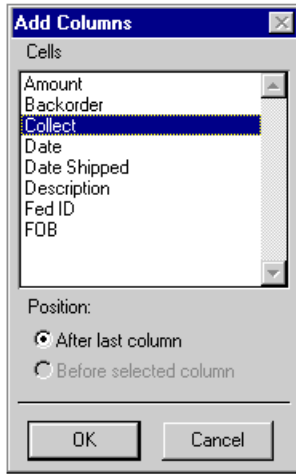 Add Columns
Cells
Amount
Backorder
Collect
Date
Date Shipped
Description
Fed ID
FOB
Position:
After last column
Before selected column
OK Cancel